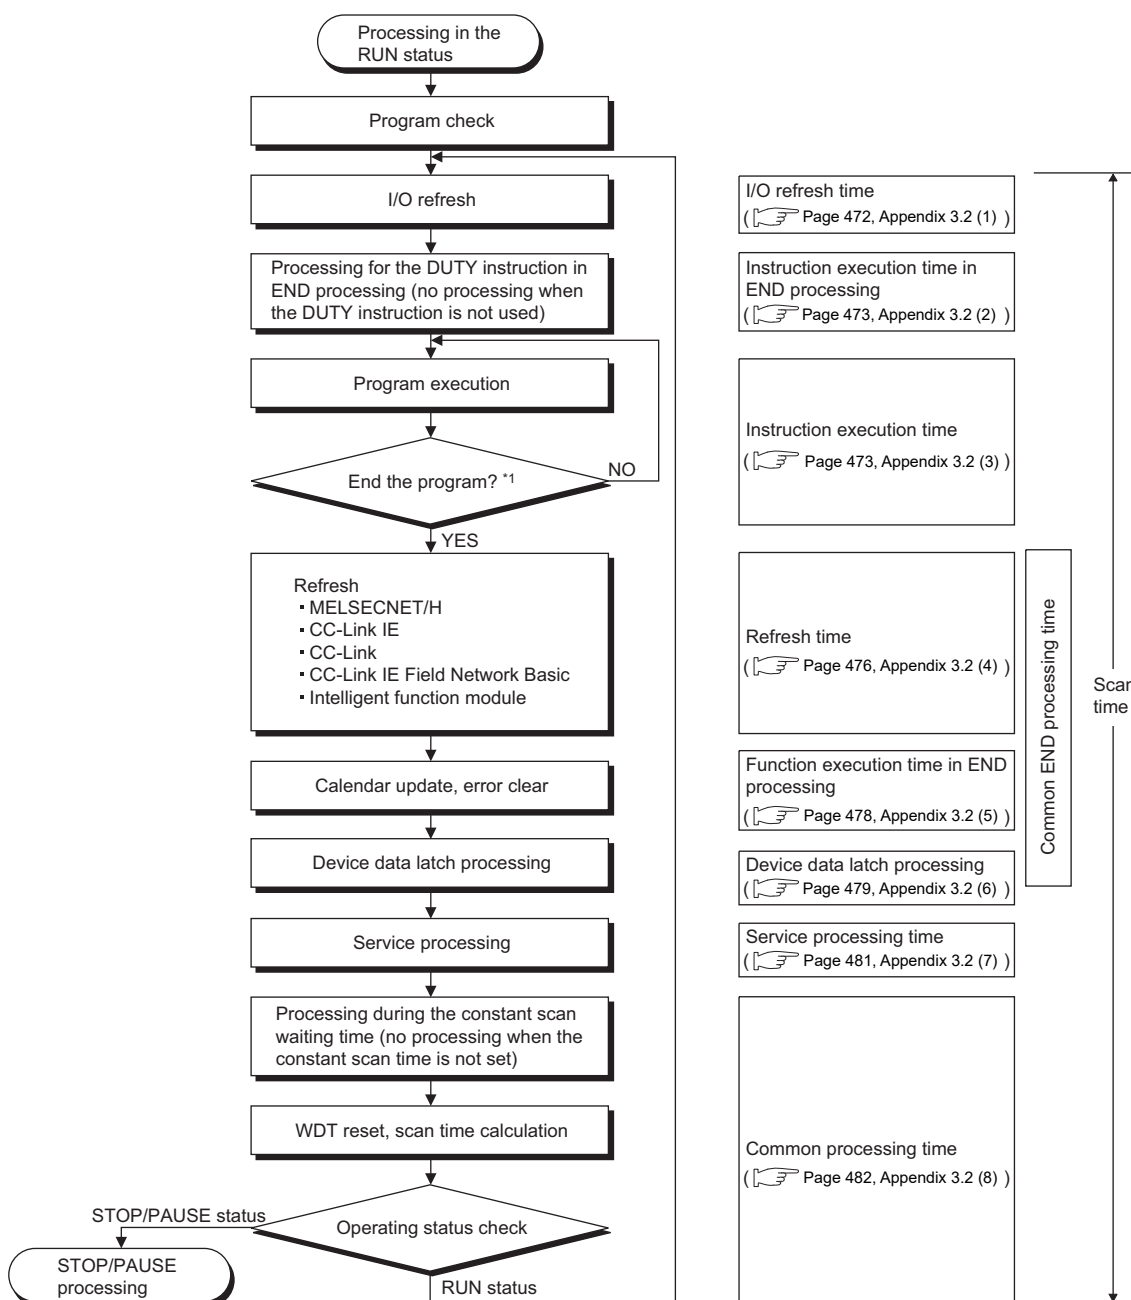 Processing in the
RUN status
Program check
I/O refresh
Processing for the DUTY instruction in
END processing (no processing when
the DUTY instruction is not used)
Program execution
End the program? *1
NO
YES
Refresh
▪ MELSECNET/H
▪ CC-Link IE
▪ CC-Link
▪ CC-Link IE Field Network Basic
▪ Intelligent function module
Calendar update, error clear
Device data latch processing
Service processing
Processing during the constant scan
waiting time (no processing when the
constant scan time is not set)
WDT reset, scan time calculation
Operating status check
STOP/PAUSE status
STOP/PAUSE
processing
RUN status
I/O refresh time
( Page 472, Appendix 3.2 (1) )
Instruction execution time in
END processing
( Page 473, Appendix 3.2 (2) )
Instruction execution time
( Page 473, Appendix 3.2 (3) )
Refresh time
( Page 476, Appendix 3.2 (4) )
Function execution time in END
processing
( Page 478, Appendix 3.2 (5) )
Device data latch processing
( Page 479, Appendix 3.2 (6) )
Service processing time
( Page 481, Appendix 3.2 (7) )
Common processing time
( Page 482, Appendix 3.2 (8) )
Common END processing time
Scan
time